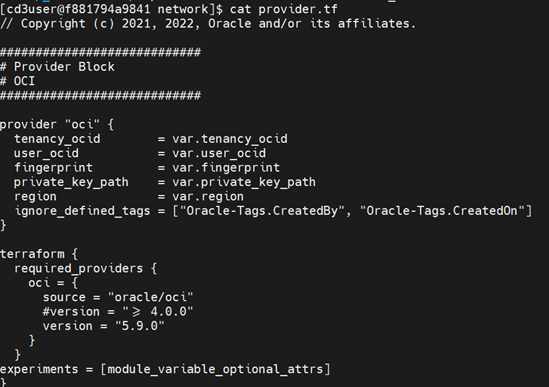 [cd3user@f881794a9841 network]$ cat provider.tf
// Copyright (c) 2021, 2022, Oracle and/or its affiliates.

############################
# Provider Block
# OCI
############################

provider "oci" {
  tenancy_ocid        = var.tenancy_ocid
  user_ocid           = var.user_ocid
  fingerprint         = var.fingerprint
  private_key_path    = var.private_key_path
  region              = var.region
  ignore_defined_tags = ["Oracle-Tags.CreatedBy", "Oracle-Tags.CreatedOn"]
}

terraform {
  required_providers {
    oci = {
      source = "oracle/oci"
      #version = "≥ 4.0.0"
      version = "5.9.0"
    }
  }
experiments = [module_variable_optional_attrs]
}